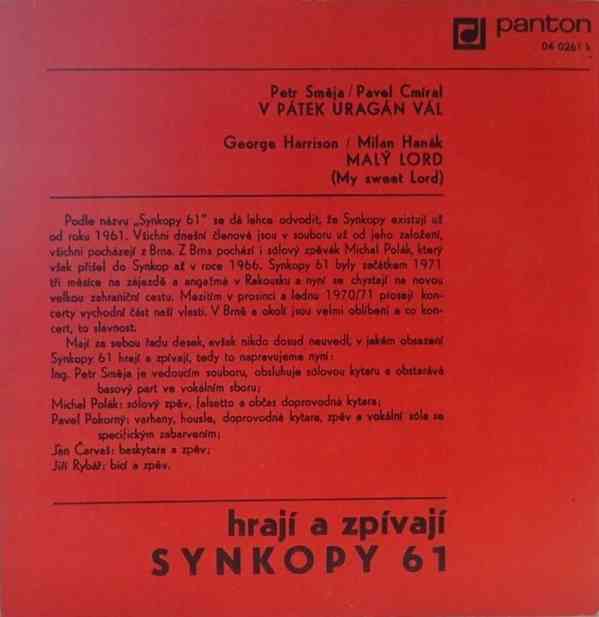 panton
04 0261 h
Petr Směja / Pavel Cmíral
V PÁTEK URAGÁN VÁL
George Harrison / Milan Hanák
MALÝ LORD
(My sweet Lord)
Podle názvu „Synkopy 61" se dá lehce odvodit, že Synkopy existují už
od roku 1961. Všichni dnešní členové jsou v souboru už od jeho založení,
všichni pocházejí z Brna. Z Brna pochází i sólový zpěvák Michal Polák, který
však přišel do Synkop až v roce 1966. Synkopy 61 byly začátkem 1971
tři měsíce na zájezdě a angažmá v Rakousku a nyní se chystají na novou
velkou zahraniční cestu. Mezitím v prosinci a lednu 1970/71 projejí kon-
certy východní část naší vlasti. V Brně a okolí jsou velmi oblíbeni a co kon-
cert, to slavnost.
Mají za sebou řadu desek, avšak nikdo dosud neuvedl, v jakém obsazení
Synkopy 61 hrají a zpívají, tedy to napravujeme nyní:
Ing. Petr Směja je vedoucím souboru, obsluhuje sólovou kytaru a obstarává
basový part ve vokálním sboru;
Michal Polák: sólový zpěv, falsetto a občas doprovodná kytara;
Pavel Pokorný: varhany, housle, doprovodná kytara, zpěv a vokální sóla se
specifickým zabarvením;
Ján Čarvaš: baskytara a zpěv;
Jiří Rybář: bicí a zpěv.
hrají a zpívají
SYNKOPY 61